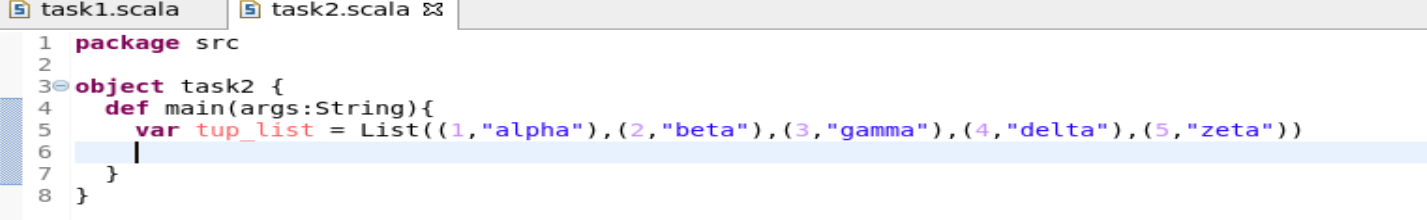 task1.scala task2.scala
1 package src
2
3 object task2 {
4   def main(args:String){
5     var tup_list = List((1,"alpha"),(2,"beta"),(3,"gamma"),(4,"delta"),(5,"zeta"))
6
7   }
8 }